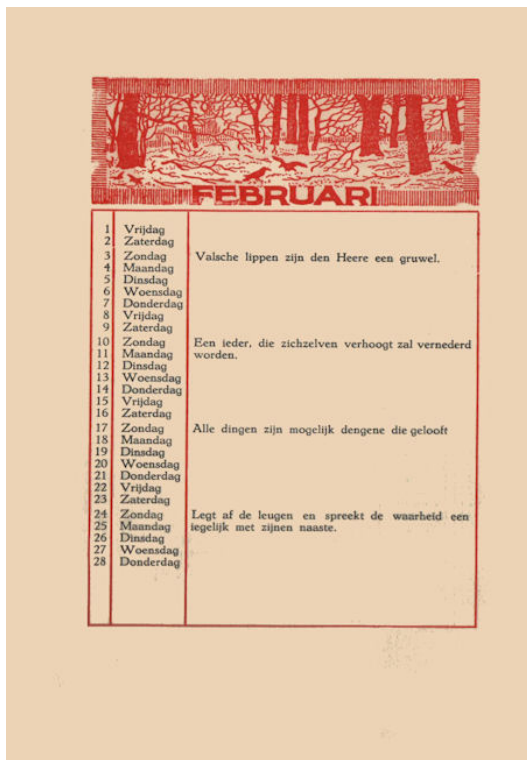 FEBRUARI
1 Vrijdag
2 Zaterdag
3 Zondag Valsche lippen zijn den Heere een gruwel.
4 Maandag
5 Dinsdag
6 Woensdag
7 Donderdag
8 Vrijdag
9 Zaterdag
10 Zondag Een ieder, die zichzelven verhoogt zal vernederd
11 Maandag worden.
12 Dinsdag
13 Woensdag
14 Donderdag
15 Vrijdag
16 Zaterdag
17 Zondag Alle dingen zijn mogelijk dengene die gelooft
18 Maandag
19 Dinsdag
20 Woensdag
21 Donderdag
22 Vrijdag
23 Zaterdag
24 Zondag Legt af de leugen en spreekt de waarheid een
25 Maandag iegelijk met zijnen naaste.
26 Dinsdag
27 Woensdag
28 Donderdag